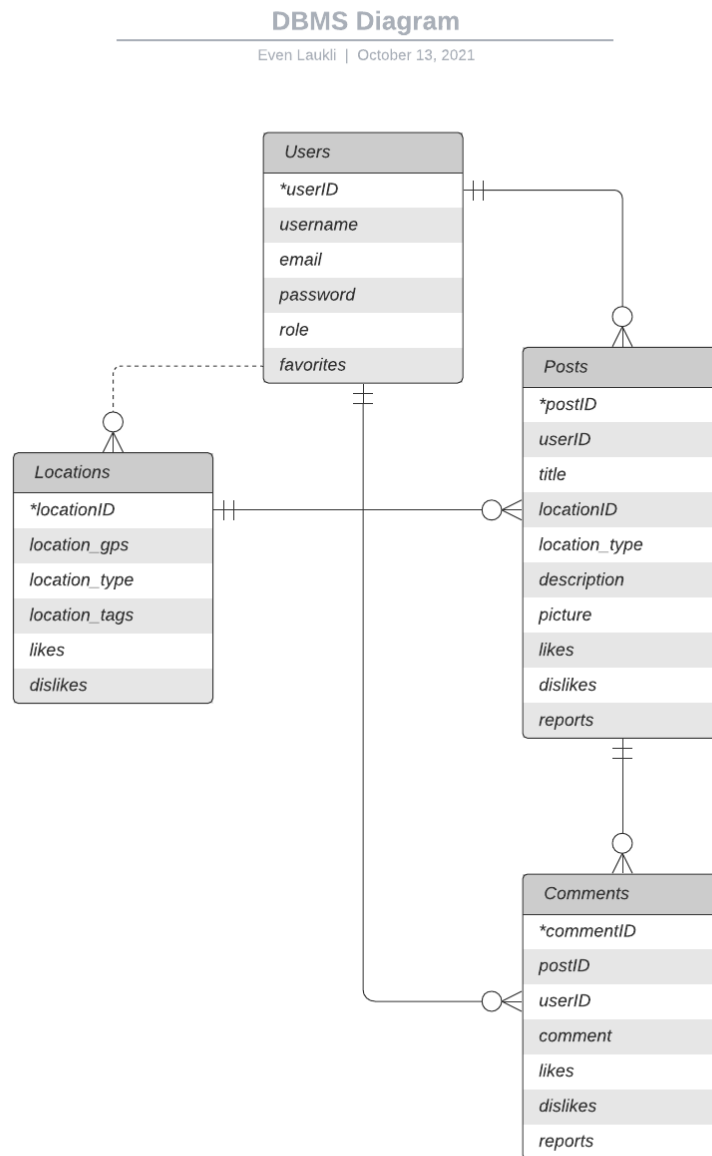 DBMS Diagram
Even Laukli | October 13, 2021
Users
*userID
username
email
password
role
favorites
Posts
*postID
userID
title
locationID
location_type
description
picture
likes
dislikes
reports
Locations
*locationID
location_gps
location_type
location_tags
likes
dislikes
Comments
*commentID
postID
userID
comment
likes
dislikes
reports